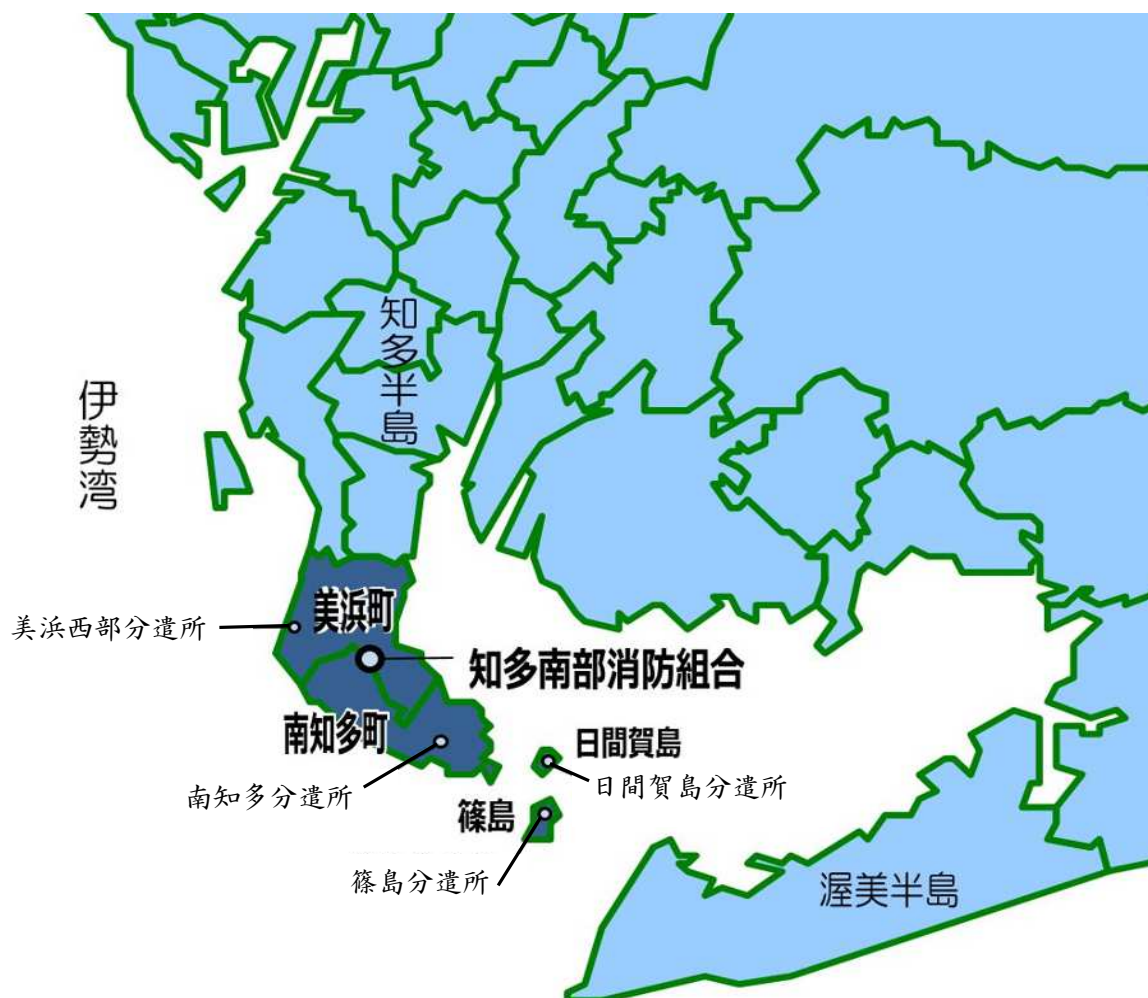 知多半島
伊勢湾
美浜町
美浜西部分遣所
知多南部消防組合
南知多町
日間賀島
南知多分遣所
日間賀島分遣所
篠島
篠島分遣所
渥美半島